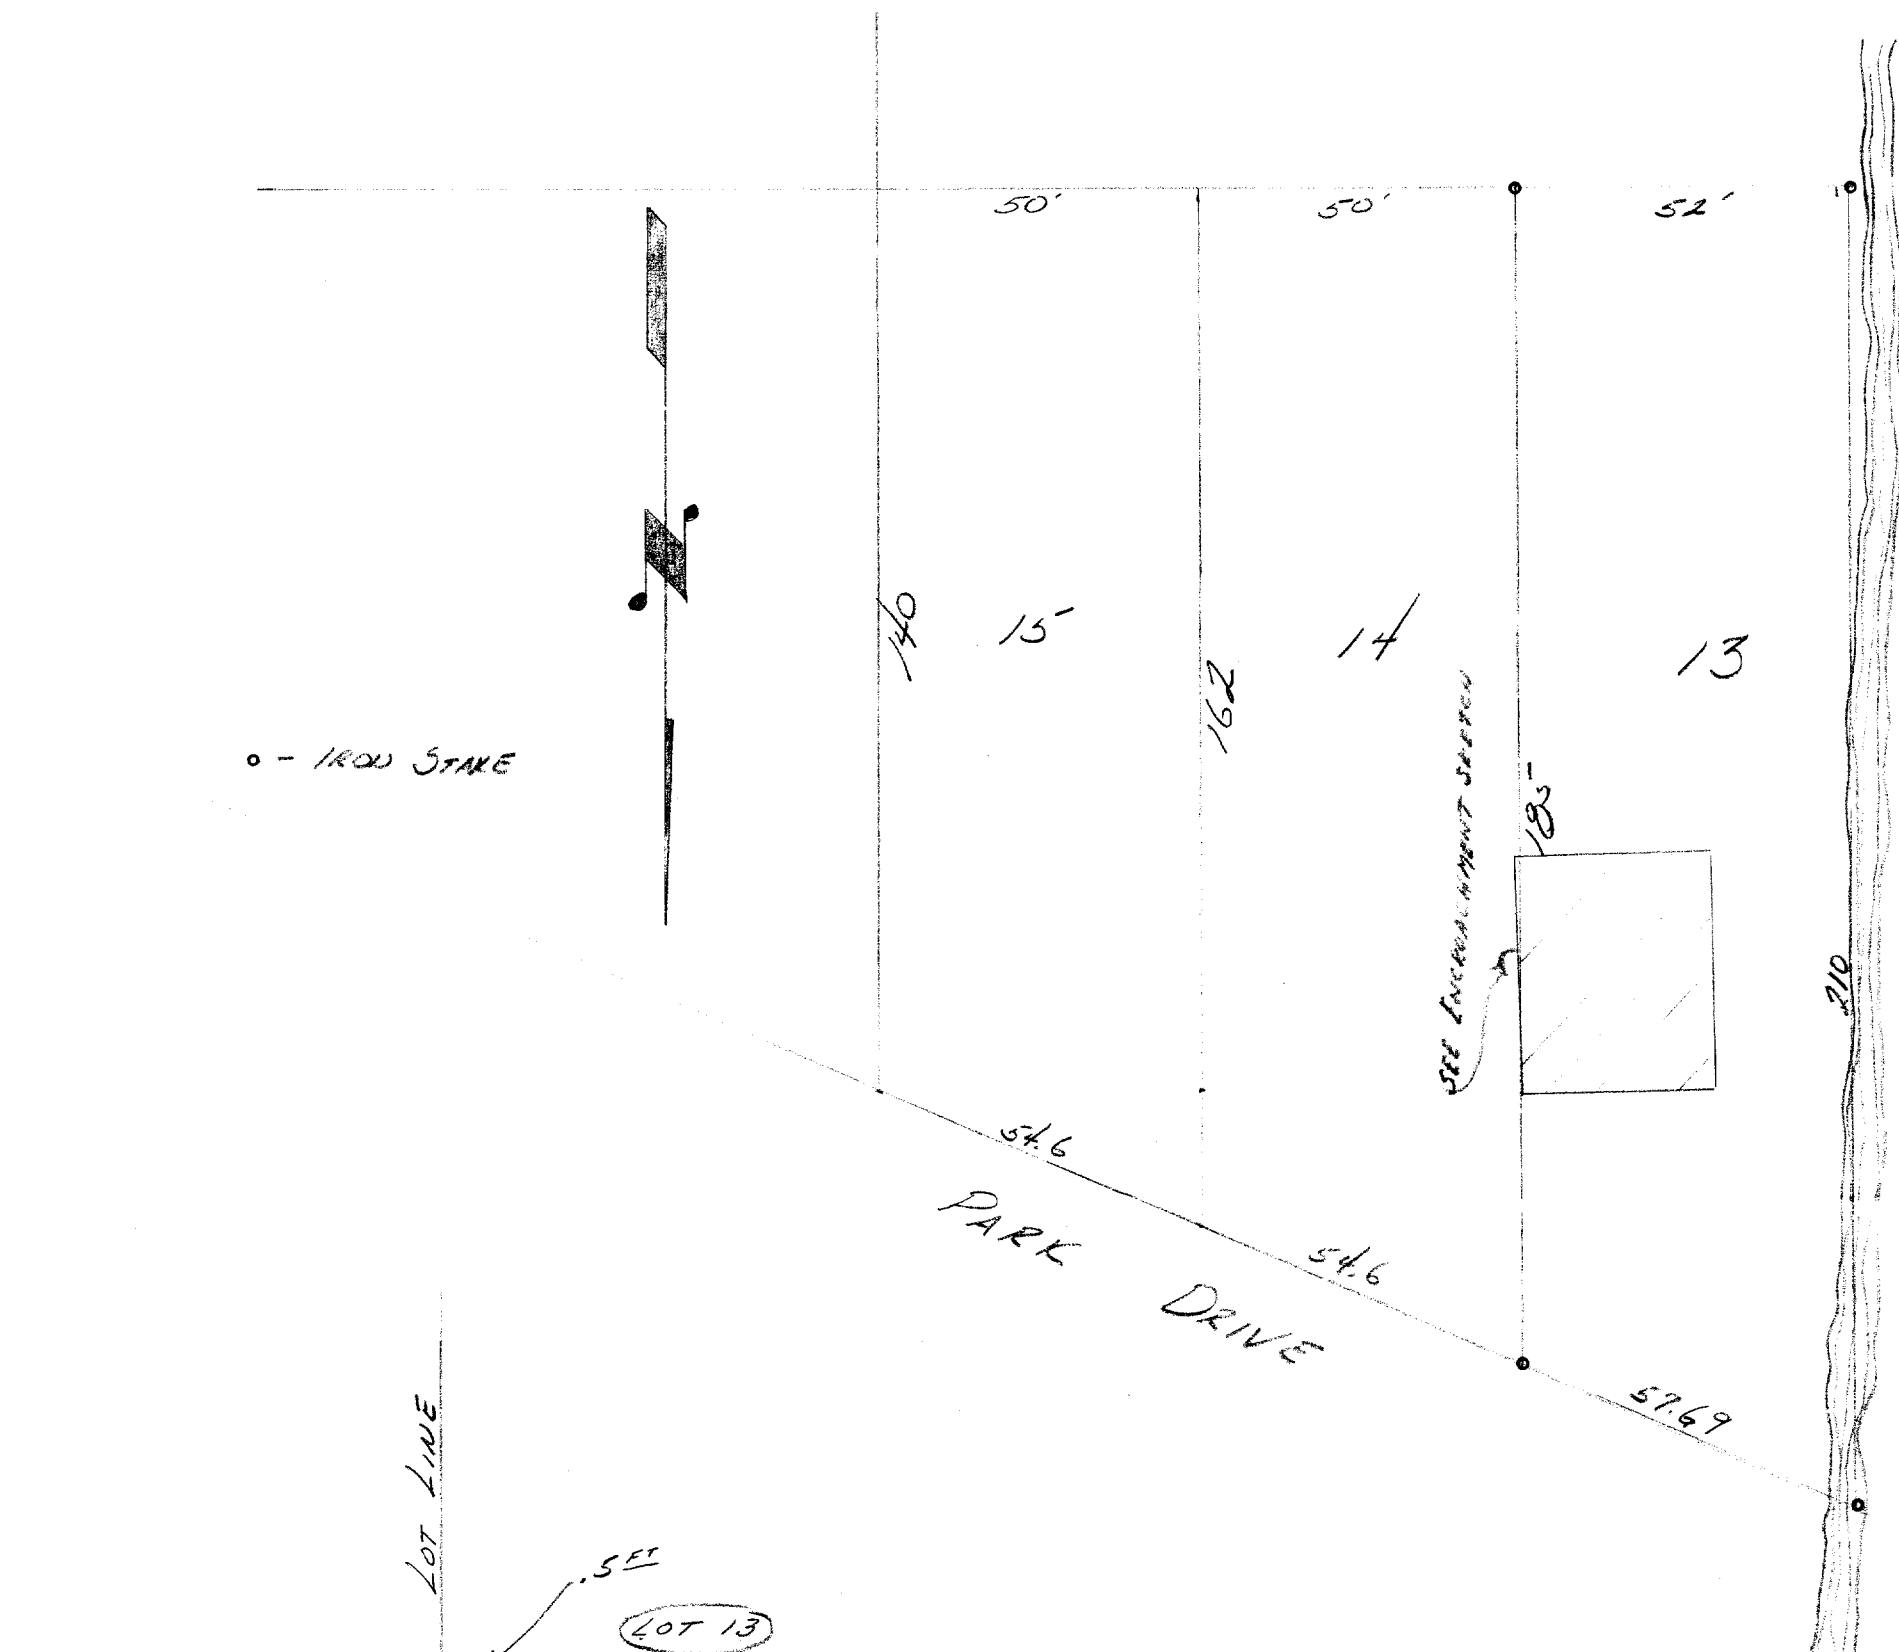 50'
50'
52'
N
140
15
162
14
13
SEE ENCROACHMENT SKETCH
185
o - IRON STAKE
210
54.6
PARK DRIVE
54.6
57.69
LOT LINE
.5 FT
LOT 13